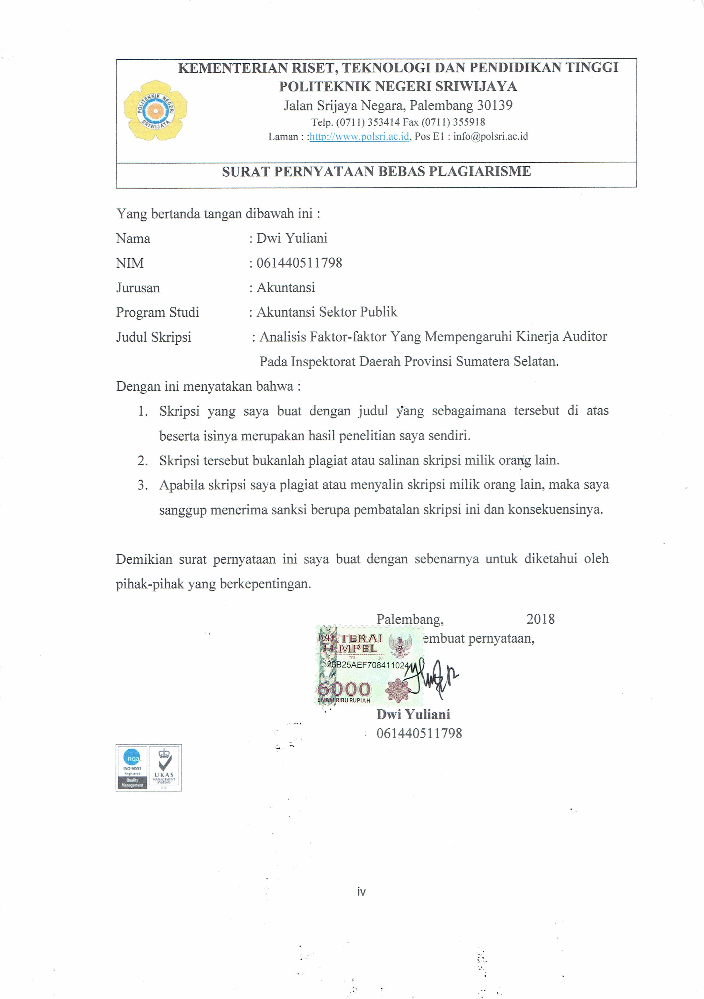 KEMENTERIAN RISET, TEKNOLOGI DAN PENDIDIKAN TINGGI
POLITEKNIK NEGERI SRIWIJAYA
Jalan Srijaya Negara, Palembang 30139
Telp. (0711) 353414 Fax (0711) 355918
Laman : :http://www.polsri.ac.id, Pos E1 : info@polsri.ac.id
POLITEKNIK NEGERI
SRIWIJAYA
SURAT PERNYATAAN BEBAS PLAGIARISME
Yang bertanda tangan dibawah ini :
Nama : Dwi Yuliani
NIM : 061440511798
Jurusan : Akuntansi
Program Studi : Akuntansi Sektor Publik
Judul Skripsi : Analisis Faktor-faktor Yang Mempengaruhi Kinerja Auditor
Pada Inspektorat Daerah Provinsi Sumatera Selatan.
Dengan ini menyatakan bahwa :
1. Skripsi yang saya buat dengan judul yang sebagaimana tersebut di atas
beserta isinya merupakan hasil penelitian saya sendiri.
2. Skripsi tersebut bukanlah plagiat atau salinan skripsi milik orang lain.
3. Apabila skripsi saya plagiat atau menyalin skripsi milik orang lain, maka saya
sanggup menerima sanksi berupa pembatalan skripsi ini dan konsekuensinya.
Demikian surat pernyataan ini saya buat dengan sebenarnya untuk diketahui oleh
pihak-pihak yang berkepentingan.
Palembang, 2018
embuat pernyataan,
METERAI
TEMPEL
TGL. 20
28B25AEF708411024
6000
ENAM RIBU RUPIAH
Dwi Yuliani
061440511798
nqa.
ISO 9001
Registered
Quality
Management
UKAS
MANAGEMENT
SYSTEMS
015
iv